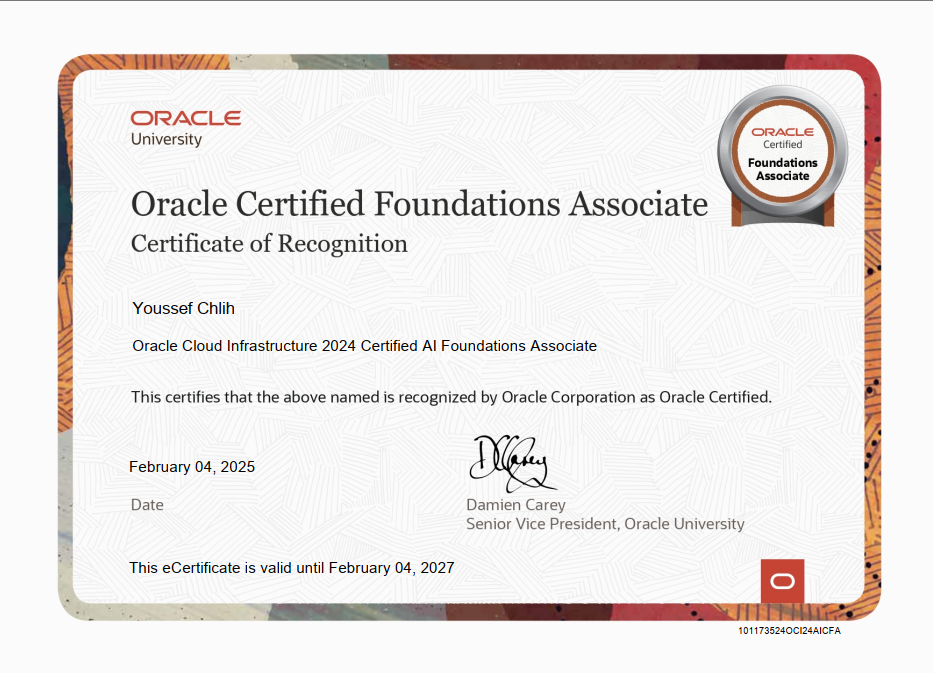 ORACLE
University
ORACLE
Certified
Foundations
Associate
Oracle Certified Foundations Associate
Certificate of Recognition
Youssef Chlih
Oracle Cloud Infrastructure 2024 Certified AI Foundations Associate
This certifies that the above named is recognized by Oracle Corporation as Oracle Certified.
DCarey
February 04, 2025
Date
Damien Carey
Senior Vice President, Oracle University
This eCertificate is valid until February 04, 2027
101173524OCI24AICFA